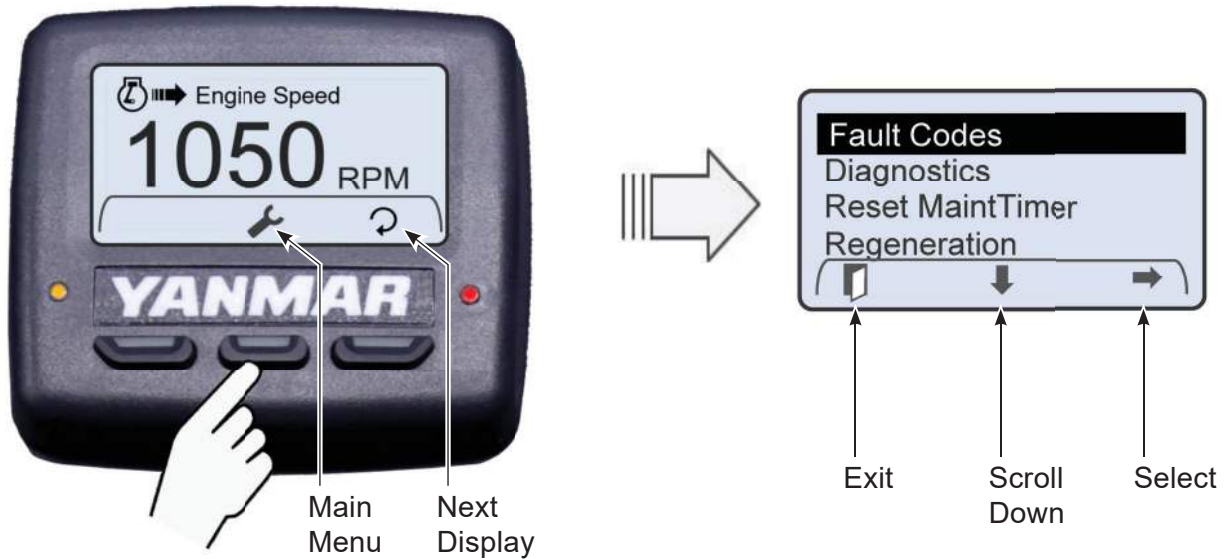 Engine Speed
1050 RPM
YANMAR
Main
Menu
Next
Display
Fault Codes
Diagnostics
Reset MaintTimer
Regeneration
Exit
Scroll
Down
Select